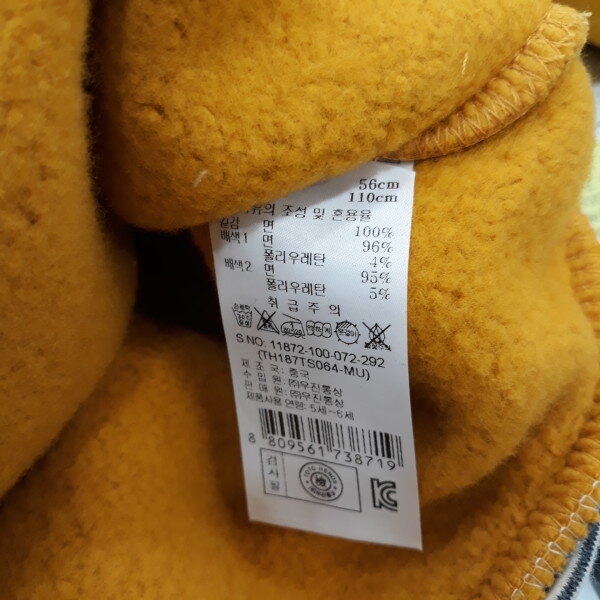 56cm
110cm
유의 조성 및 혼용율
겉감 면 100%
배색1 면 96%
폴리우레탄 4%
배색2 면 95%
폴리우레탄 5%
취급주의
S.NO: 11872-100-072-292
(TH187TS064-MU)
제 조 국: 중국
수 입 원: ㈜우진통상
판 매 원: ㈜우진통상
제품사용 연령: 5세~6세
8 809561 738719
검사필